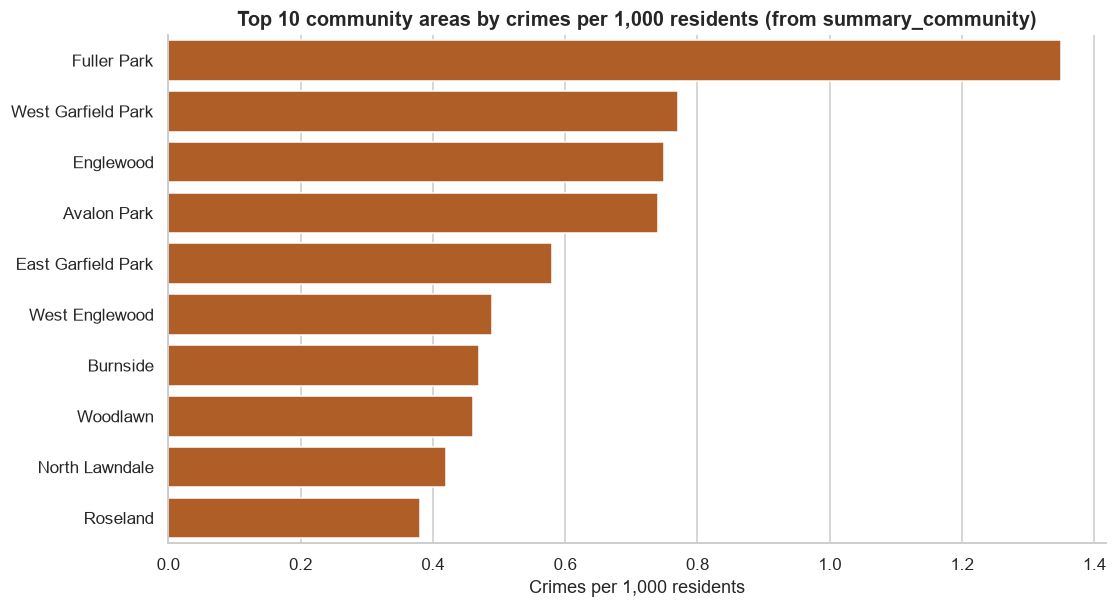 Top 10 community areas by crimes per 1,000 residents (from summary_community)
Fuller Park
West Garfield Park
Englewood
Avalon Park
East Garfield Park
West Englewood
Burnside
Woodlawn
North Lawndale
Roseland
0.0 0.2 0.4 0.6 0.8 1.0 1.2 1.4
Crimes per 1,000 residents